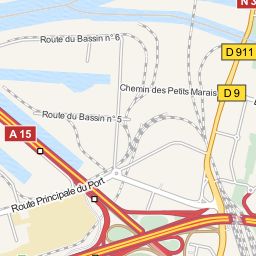 N 3
Route du Bassin n° 6
D 911
Chemin des Petits Marais
D 9
Route du Bassin n° 5
A 15
Route Principale du Port